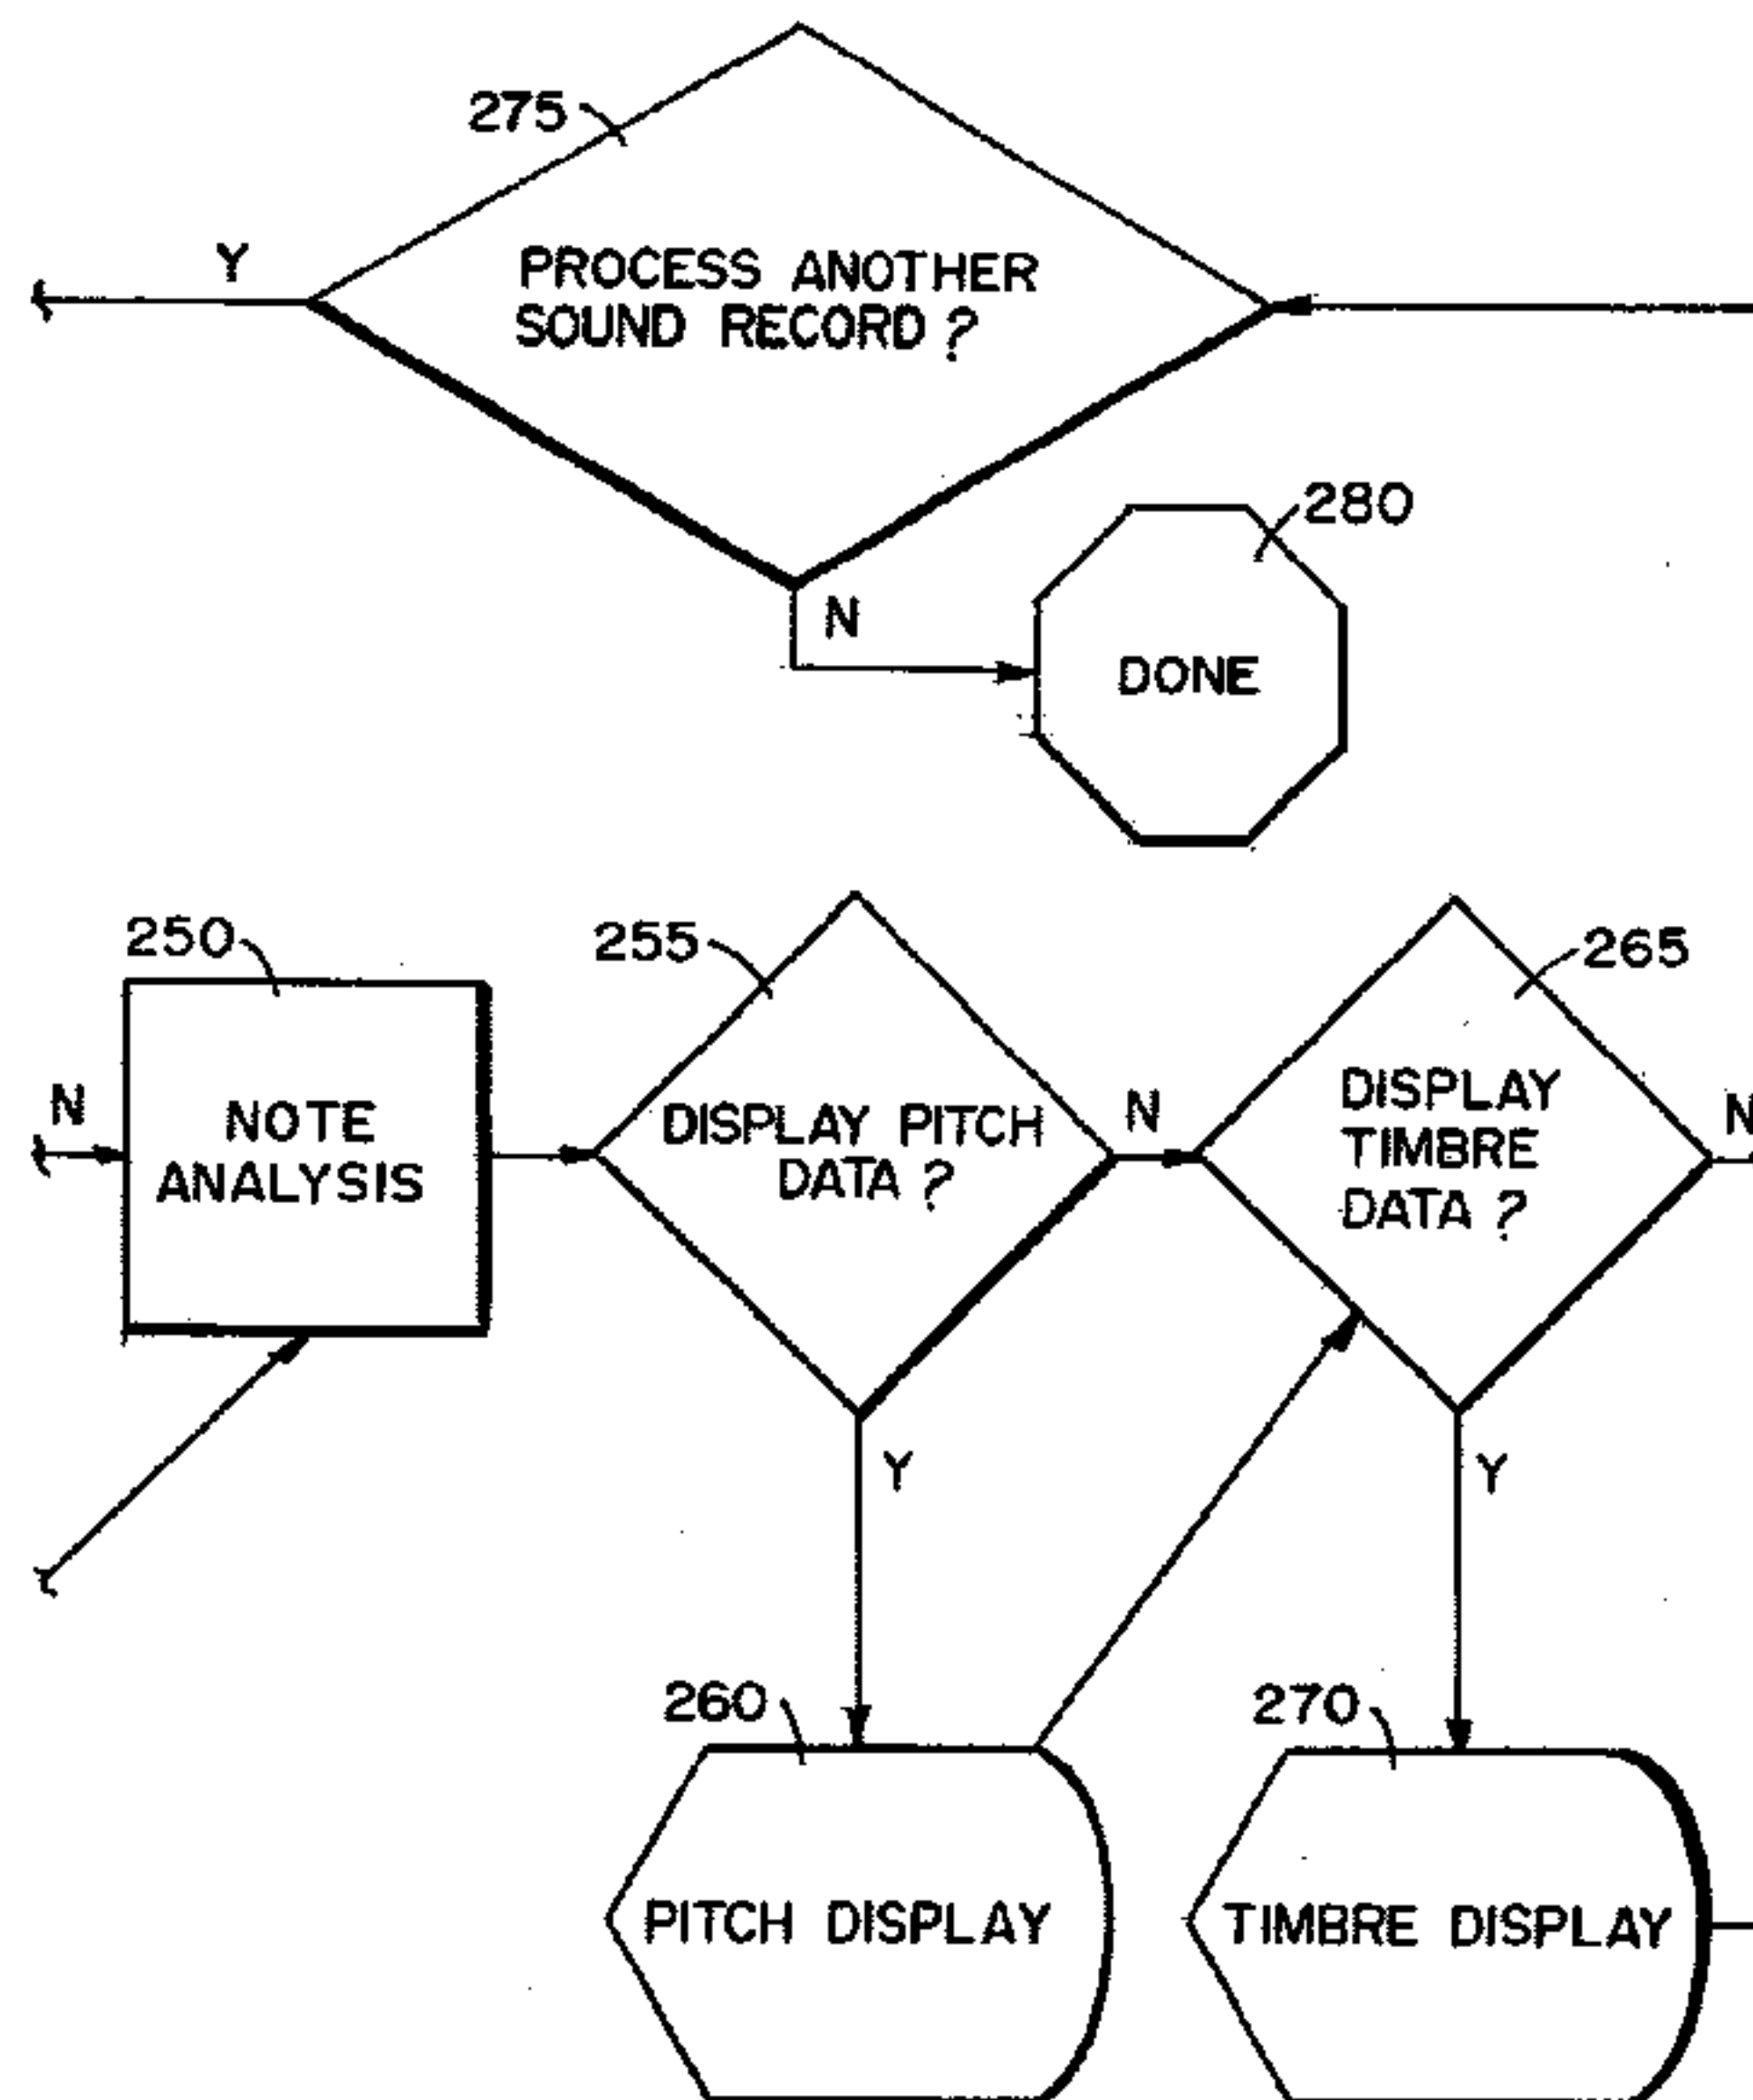 275
Y
PROCESS ANOTHER
SOUND RECORD ?
280
N
DONE
250
255
265
N
NOTE
ANALYSIS
DISPLAY PITCH
DATA ?
N
DISPLAY
TIMBRE
DATA ?
N
Y
Y
260
270
PITCH DISPLAY
TIMBRE DISPLAY